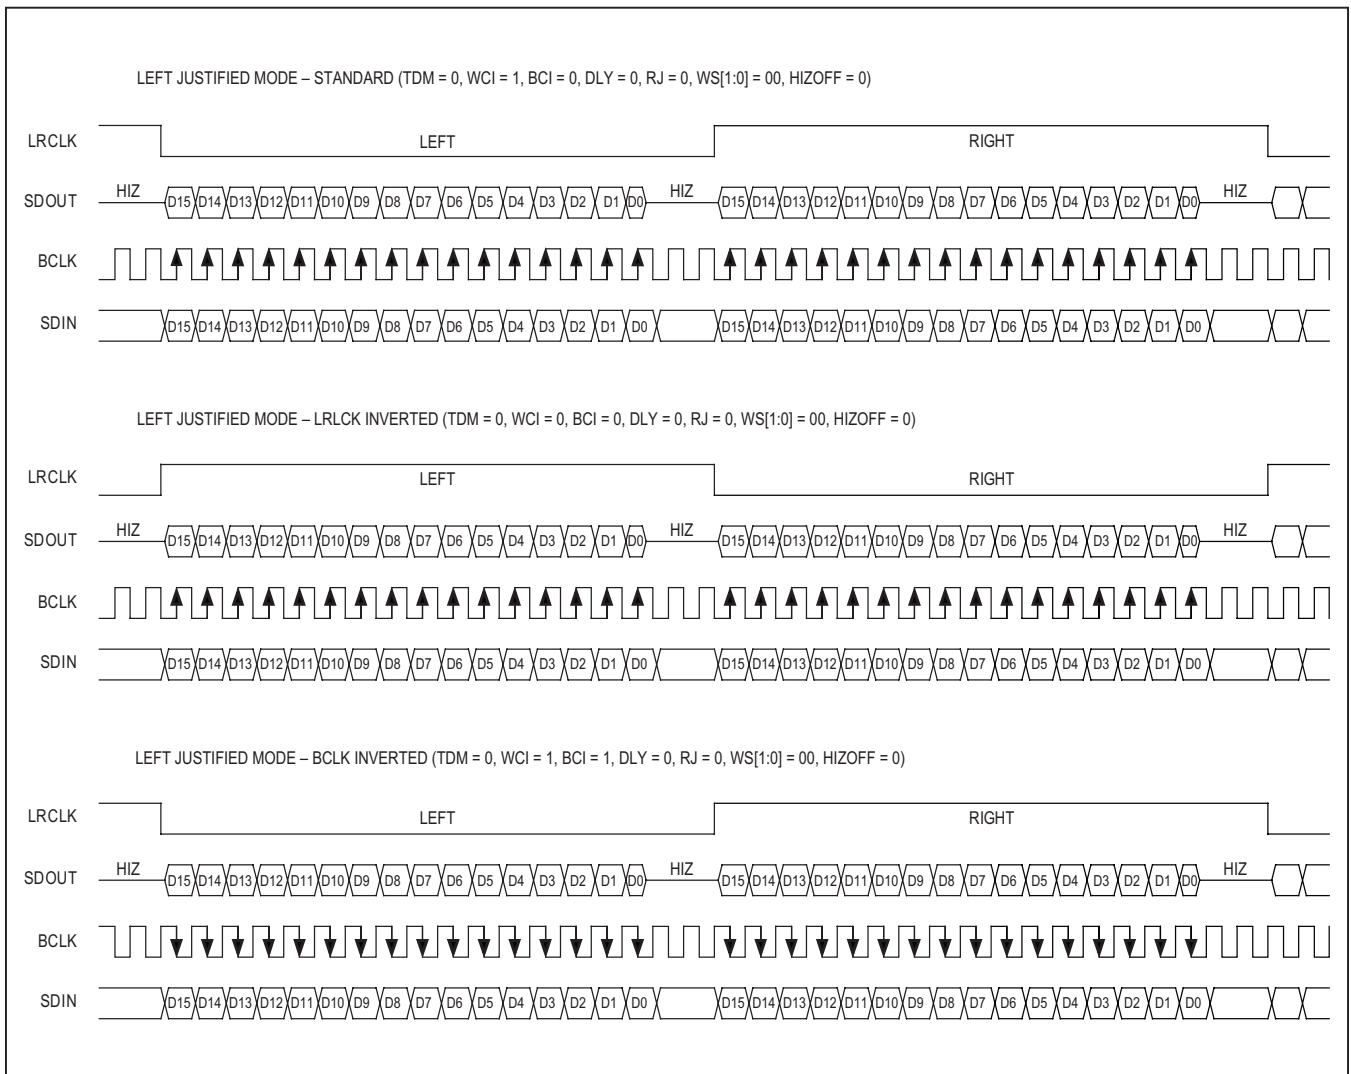 LEFT JUSTIFIED MODE – STANDARD (TDM = 0, WCI = 1, BCI = 0, DLY = 0, RJ = 0, WS[1:0] = 00, HIZOFF = 0)
LRCLK LEFT RIGHT
SDOUT HIZ D15 D14 D13 D12 D11 D10 D9 D8 D7 D6 D5 D4 D3 D2 D1 D0 HIZ D15 D14 D13 D12 D11 D10 D9 D8 D7 D6 D5 D4 D3 D2 D1 D0 HIZ
BCLK
SDIN D15 D14 D13 D12 D11 D10 D9 D8 D7 D6 D5 D4 D3 D2 D1 D0 D15 D14 D13 D12 D11 D10 D9 D8 D7 D6 D5 D4 D3 D2 D1 D0
LEFT JUSTIFIED MODE – LRLCK INVERTED (TDM = 0, WCI = 0, BCI = 0, DLY = 0, RJ = 0, WS[1:0] = 00, HIZOFF = 0)
LRCLK LEFT RIGHT
SDOUT HIZ D15 D14 D13 D12 D11 D10 D9 D8 D7 D6 D5 D4 D3 D2 D1 D0 HIZ D15 D14 D13 D12 D11 D10 D9 D8 D7 D6 D5 D4 D3 D2 D1 D0 HIZ
BCLK
SDIN D15 D14 D13 D12 D11 D10 D9 D8 D7 D6 D5 D4 D3 D2 D1 D0 D15 D14 D13 D12 D11 D10 D9 D8 D7 D6 D5 D4 D3 D2 D1 D0
LEFT JUSTIFIED MODE – BCLK INVERTED (TDM = 0, WCI = 1, BCI = 1, DLY = 0, RJ = 0, WS[1:0] = 00, HIZOFF = 0)
LRCLK LEFT RIGHT
SDOUT HIZ D15 D14 D13 D12 D11 D10 D9 D8 D7 D6 D5 D4 D3 D2 D1 D0 HIZ D15 D14 D13 D12 D11 D10 D9 D8 D7 D6 D5 D4 D3 D2 D1 D0 HIZ
BCLK
SDIN D15 D14 D13 D12 D11 D10 D9 D8 D7 D6 D5 D4 D3 D2 D1 D0 D15 D14 D13 D12 D11 D10 D9 D8 D7 D6 D5 D4 D3 D2 D1 D0